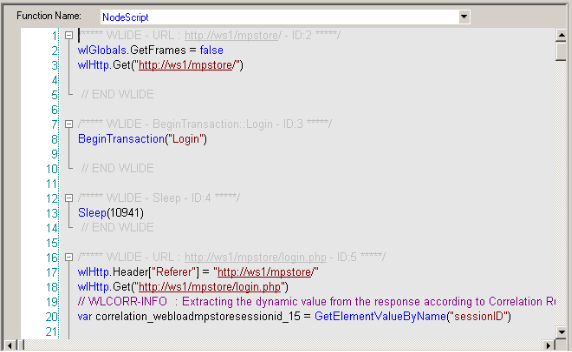 Function Name: NodeScript
1 /***** WLIDE - URL : http://ws1/mpstore/ - ID:2 *****/
2 wlGlobals.GetFrames = false
3 wlHttp.Get("http://ws1/mpstore/")
4
5 // END WLIDE
6
7 /***** WLIDE - BeginTransaction::Login - ID:3 *****/
8 BeginTransaction("Login")
9
10 // END WLIDE
11
12 /***** WLIDE - Sleep - ID:4 *****/
13 Sleep(10941)
14 // END WLIDE
15
16 /***** WLIDE - URL : http://ws1/mpstore/login.php - ID:5 *****/
17 wlHttp.Header["Referer"] = "http://ws1/mpstore/"
18 wlHttp.Get("http://ws1/mpstore/login.php")
19 // WLCORR-INFO : Extracting the dynamic value from the response according to Correlation Ru
20 var correlation_webloadmpstoresessionid_15 = GetElementValueByName("sessionID")
21